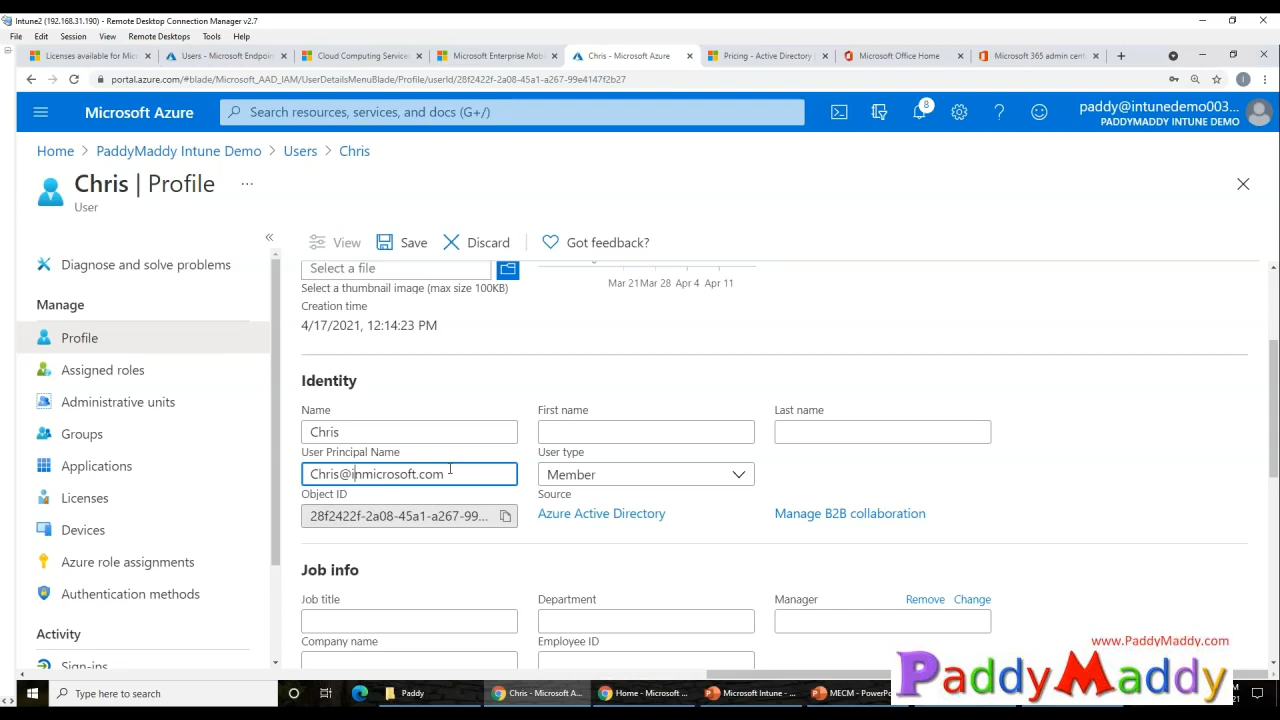 Intune2 (192.168.31.190) - Remote Desktop Connection Manager v2.7
File Edit Session View Remote Desktops Tools Help
Licenses available for Micr
Users - Microsoft Endpoin
Cloud Computing Service
Microsoft Enterprise Mob
Chris - Microsoft Azure
Pricing - Active Directory
Microsoft Office Home
Microsoft 365 admin cent
portal.azure.com/#blade/Microsoft_AAD_IAM/UserDetailsMenuBlade/Profile/userId/28f2422f-2a08-45a1-a267-99e4147f2b27
Microsoft Azure
Search resources, services, and docs (G+/)
8
paddy@intunedemo003...
PADDYMADDY INTUNE DEMO
Home > PaddyMaddy Intune Demo > Users > Chris
Chris | Profile ...
User
Diagnose and solve problems
Manage
Profile
Assigned roles
Administrative units
Groups
Applications
Licenses
Devices
Azure role assignments
Authentication methods
Activity
Sign-ins
View Save Discard Got feedback?
Select a file
Select a thumbnail image (max size 100KB)
Mar 21 Mar 28 Apr 4 Apr 11
Creation time
4/17/2021, 12:14:23 PM
Identity
Name First name Last name
Chris
User Principal Name User type
Chris@inmicrosoft.com Member
Object ID Source
28f2422f-2a08-45a1-a267-99... Azure Active Directory Manage B2B collaboration
Job info
Job title Department Manager Remove Change
Company name Employee ID
www.PaddyMaddy.com
PaddyMaddy
Type here to search
Paddy
Chris - Microsoft A...
Home - Microsoft ...
Microsoft Intune - ...
MECM - PowerPo